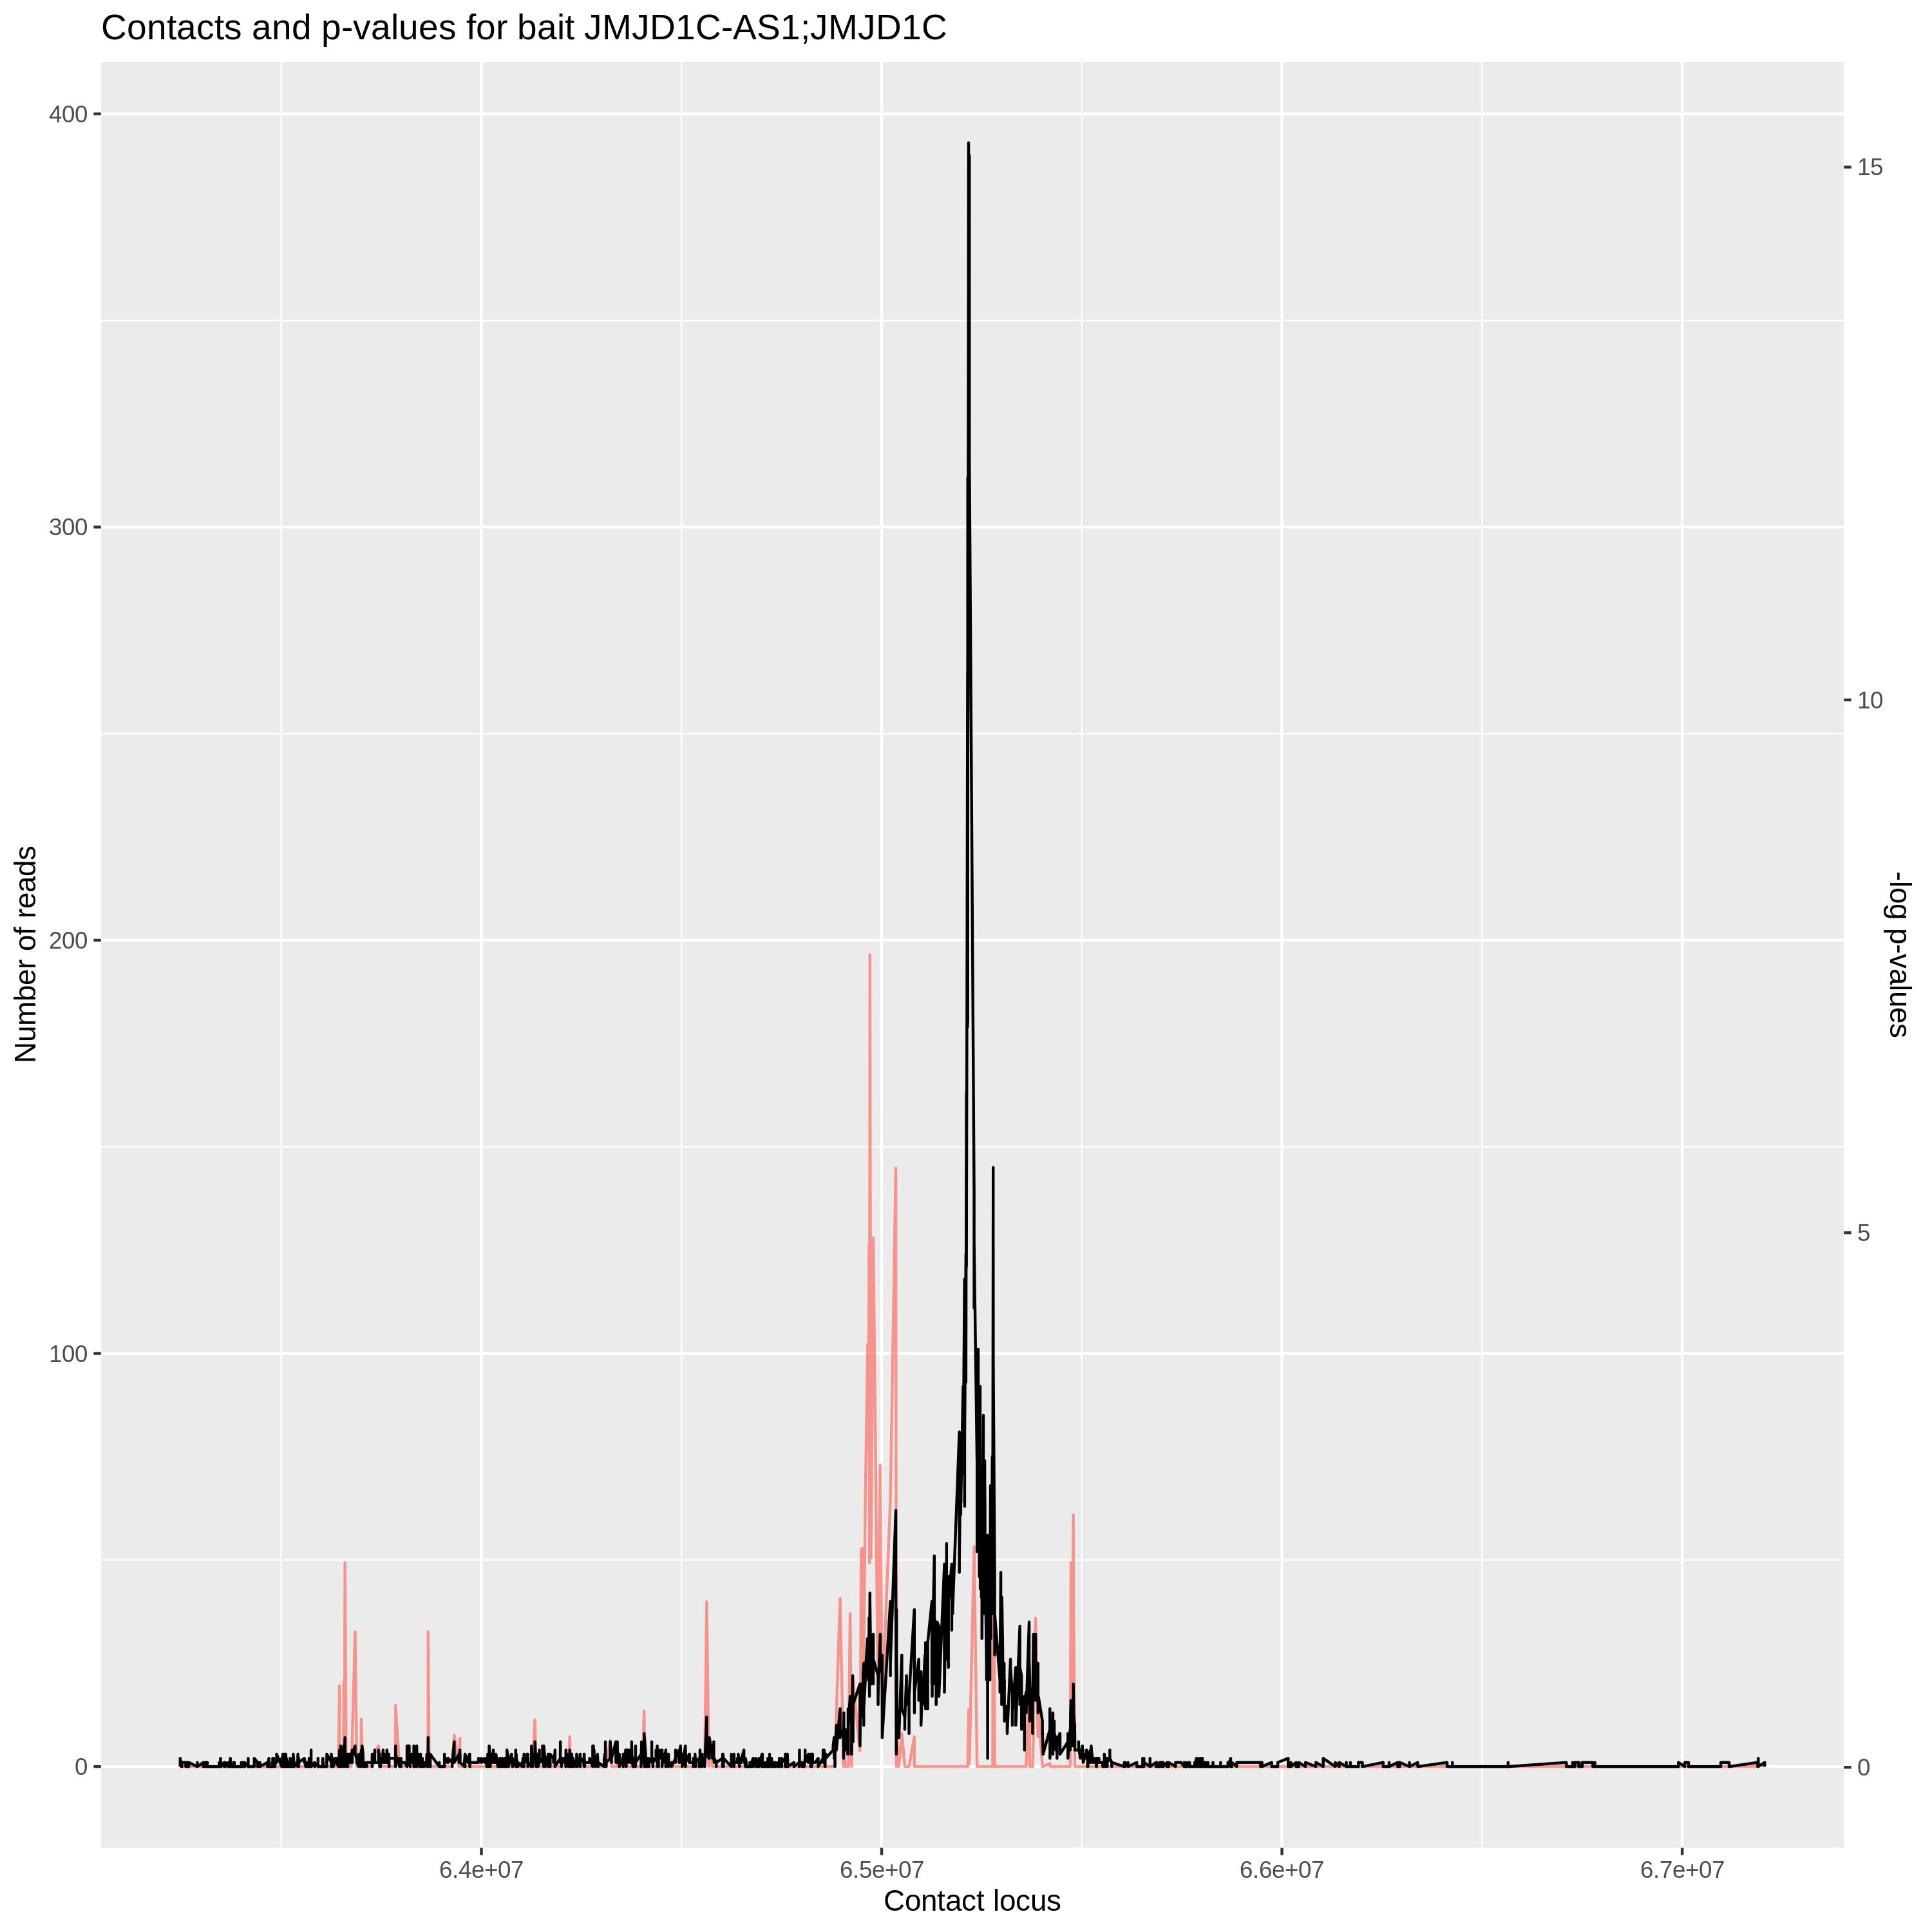 Contacts and p-values for bait JMJD1C-AS1;JMJD1C
400
300
200
100
0
Number of reads
15
10
5
0
-log p-values
6.4e+07
6.5e+07
6.6e+07
6.7e+07
Contact locus